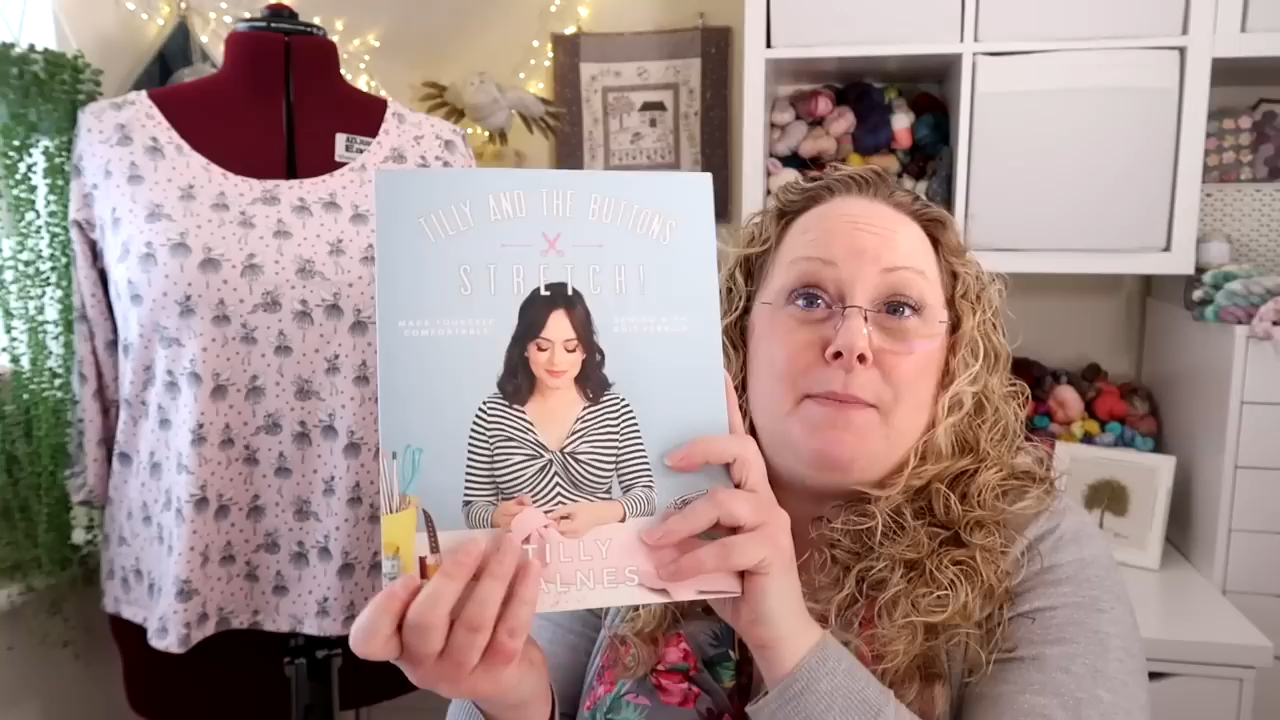 TILLY AND THE BUTTONS
STRETCH!
MAKE YOURSELF
COMFORTABLE
SEWING WITH
KNIT FABRICS
TILLY
ALNES